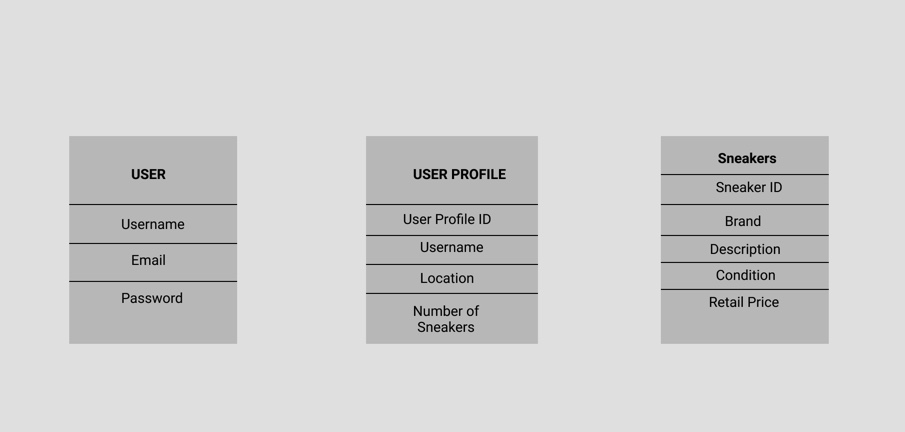 USER
Username
Email
Password
USER PROFILE
User Profile ID
Username
Location
Number of
Sneakers
Sneakers
Sneaker ID
Brand
Description
Condition
Retail Price